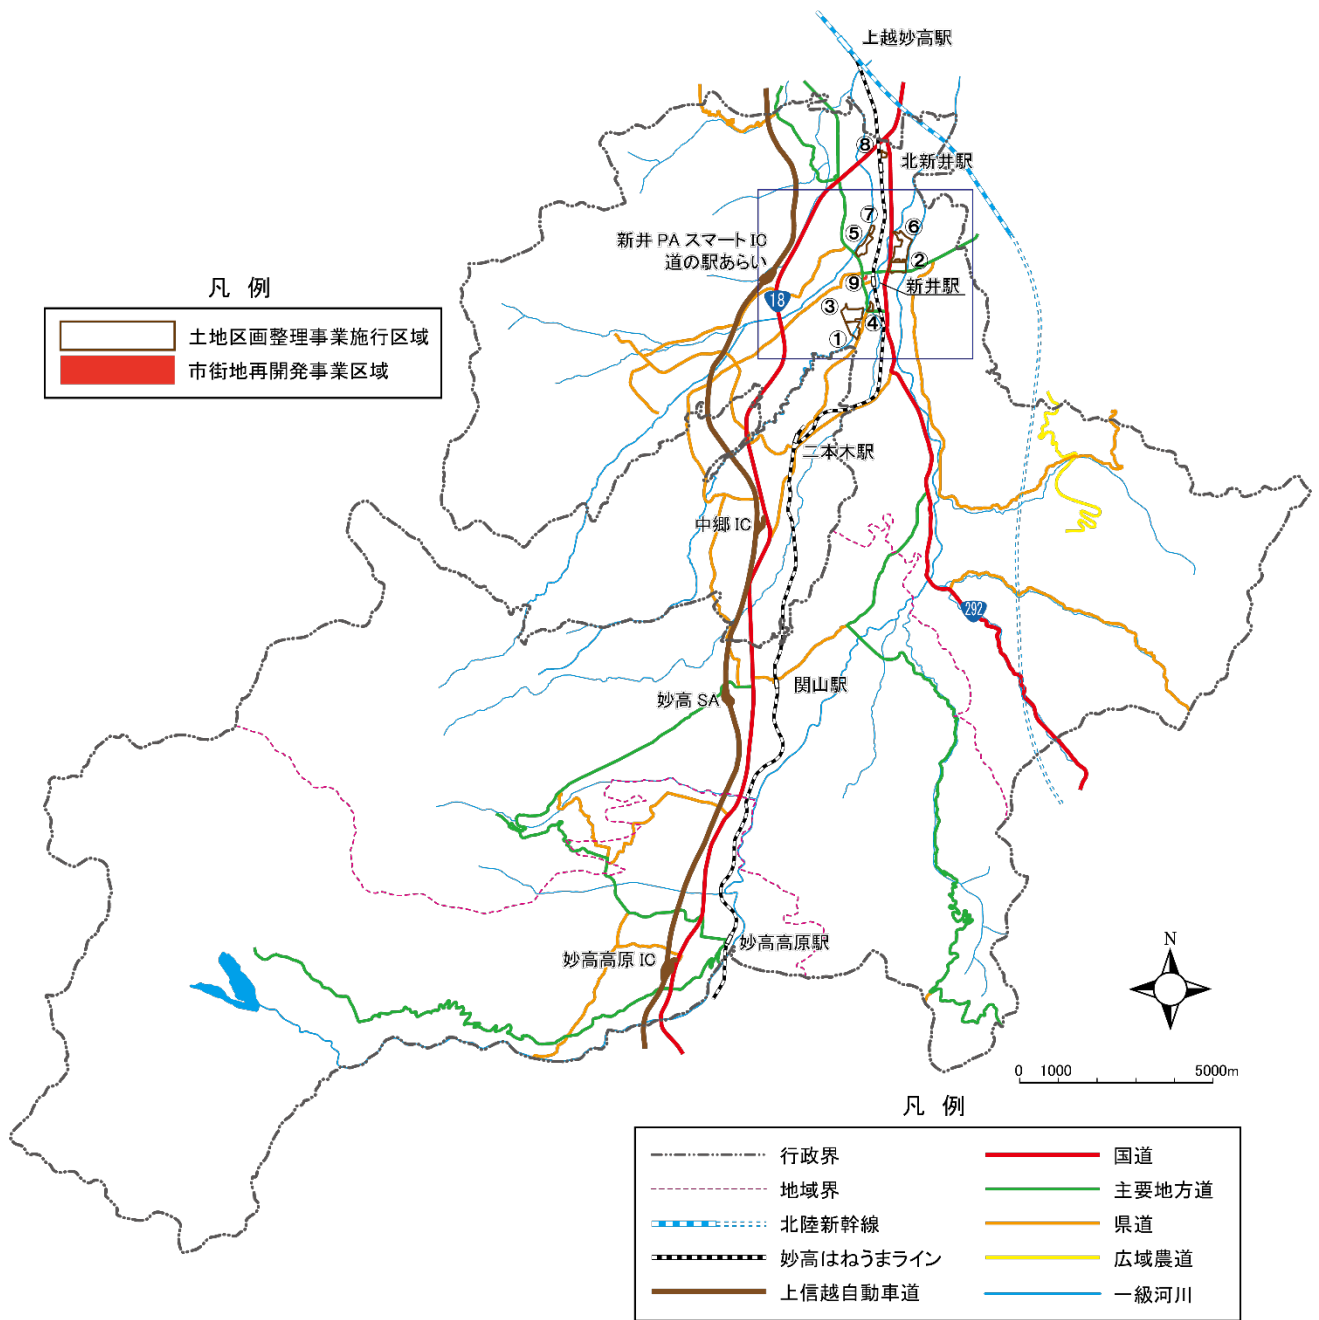 上越妙高駅
⑧
北新井駅
⑦
⑥
⑤
新井 PA スマート IC
道の駅あらい
②
⑨
新井駅
18
③
④
①
凡 例
土地区画整理事業施行区域
市街地再開発事業区域
二本木駅
中郷 IC
292
関山駅
妙高 SA
妙高高原駅
妙高高原 IC
N
0 1000 5000m
凡 例
行政界
地域界
北陸新幹線
妙高はねうまライン
上信越自動車道
国道
主要地方道
県道
広域農道
一級河川